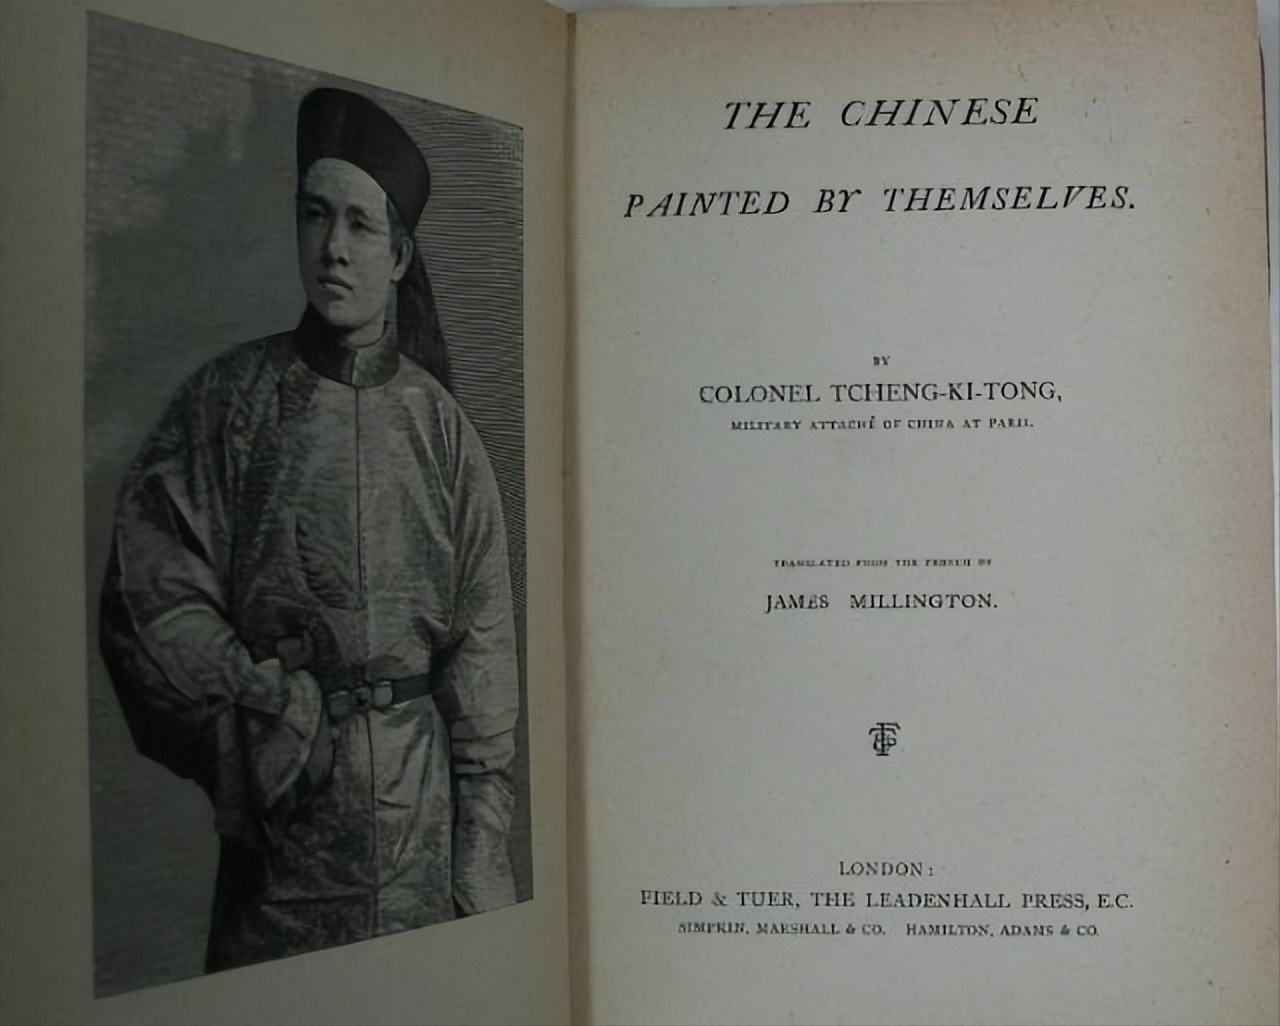 THE CHINESE
PAINTED BY THEMSELVES.
BY
COLONEL TCHENG-KI-TONG,
MILITARY ATTACHÉ OF CHINA AT PARIS.
TRANSLATED FROM THE FRENCH BY
JAMES MILLINGTON.
LONDON:
FIELD & TUER, THE LEADENHALL PRESS, E.C.
SIMPKIN, MARSHALL & CO. HAMILTON, ADAMS & CO.